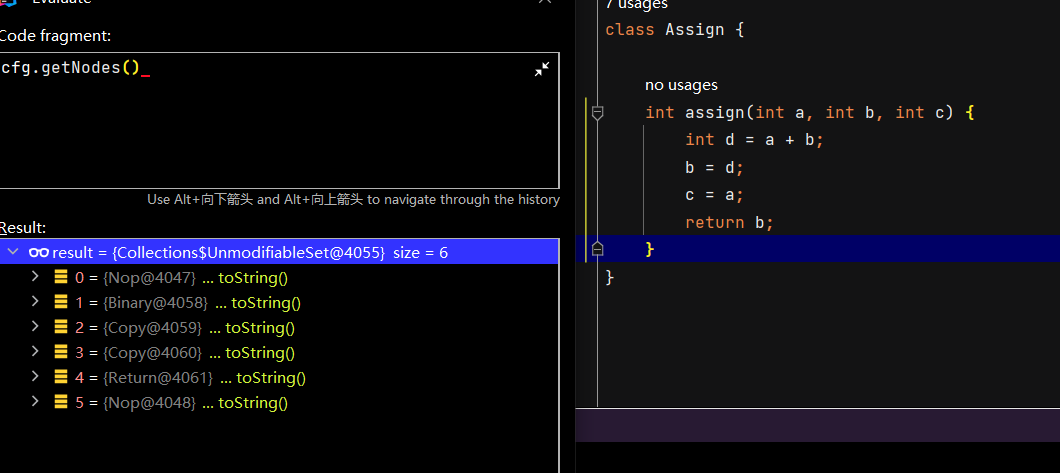 Evaluate
Code fragment:
cfg.getNodes()
Use Alt+向下箭头 and Alt+向上箭头 to navigate through the history
Result:
result = {Collections$UnmodifiableSet@4055} size = 6
0 = {Nop@4047} ... toString()
1 = {Binary@4058} ... toString()
2 = {Copy@4059} ... toString()
3 = {Copy@4060} ... toString()
4 = {Return@4061} ... toString()
5 = {Nop@4048} ... toString()
7 usages
class Assign {
no usages
int assign(int a, int b, int c) {
int d = a + b;
b = d;
c = a;
return b;
}
}